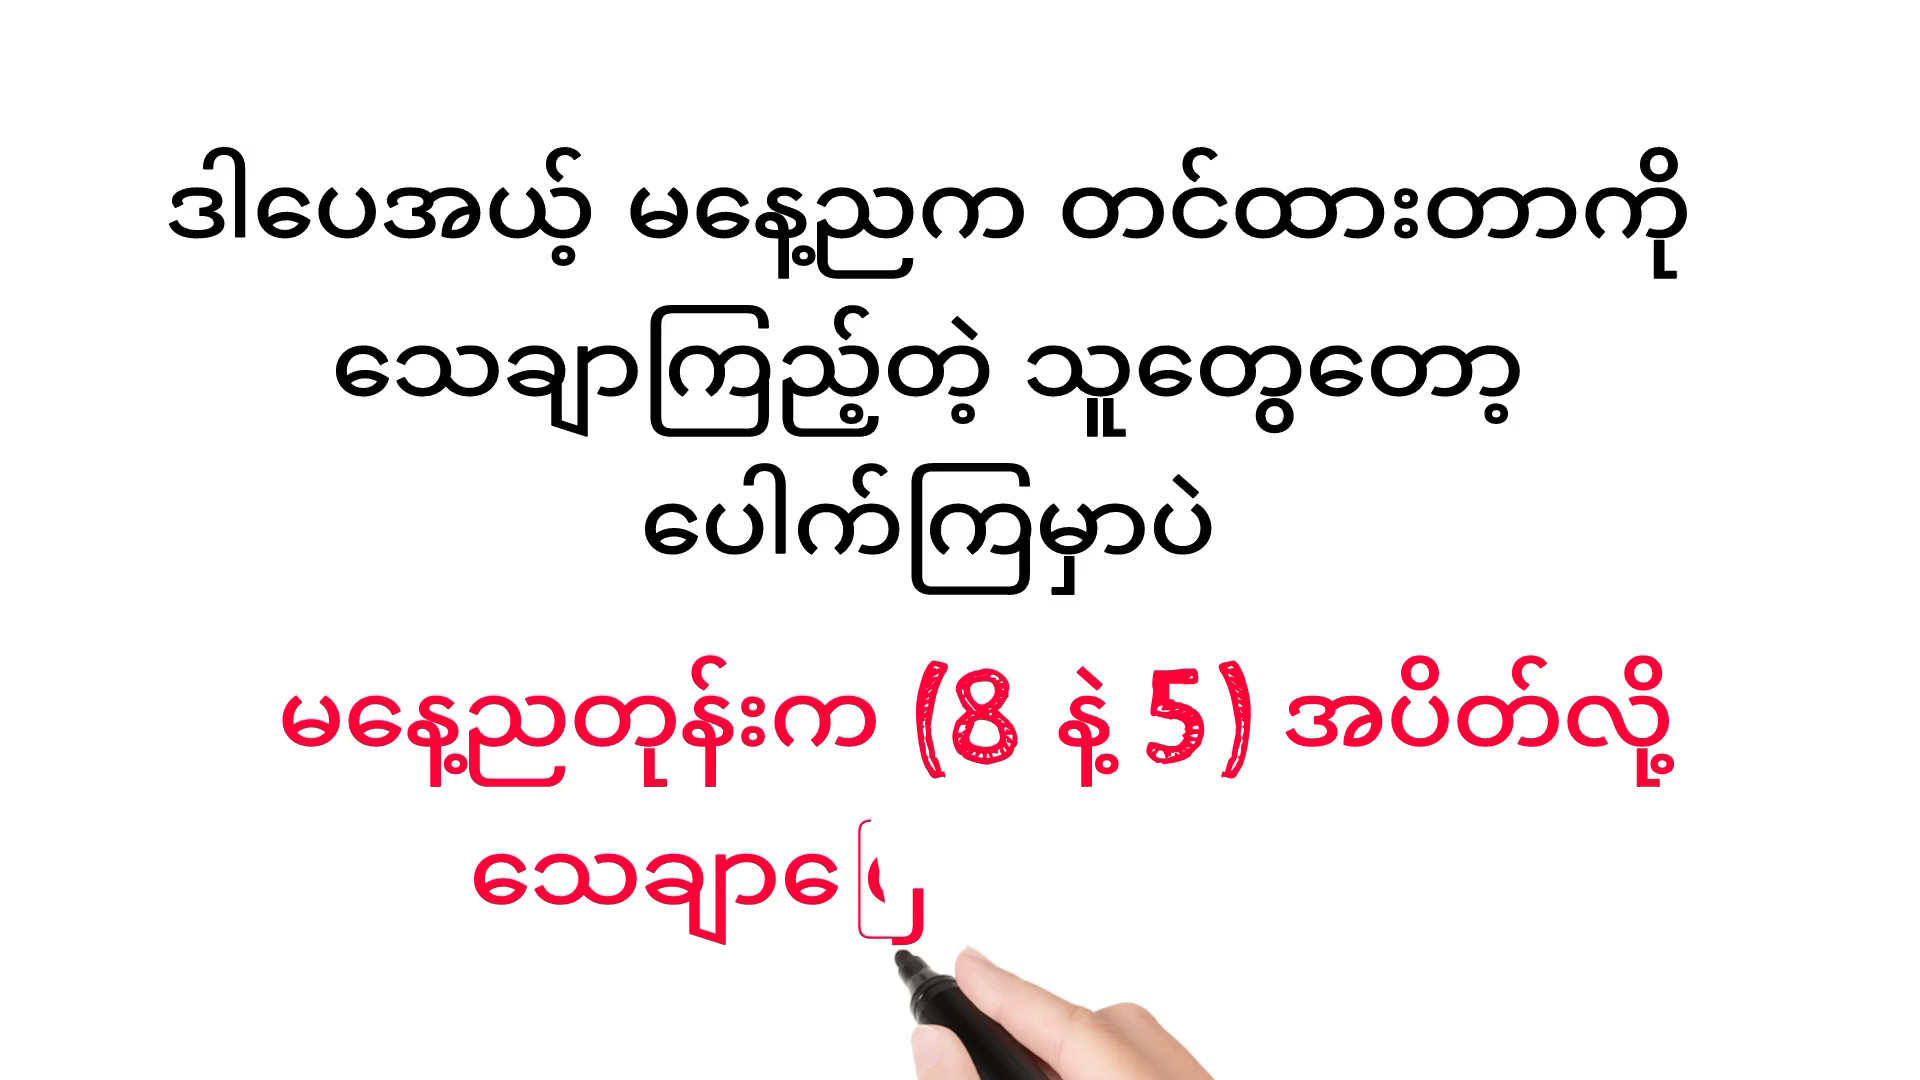 ဒါပေအယ့် မနေ့ညက တင်ထားတာကို
သေချာကြည့်တဲ့ သူတွေတော့
ပေါက်ကြမှာပဲ
မနေ့ညတုန်းက (8 နဲ့ 5) အပိတ်လို့
သေချာ